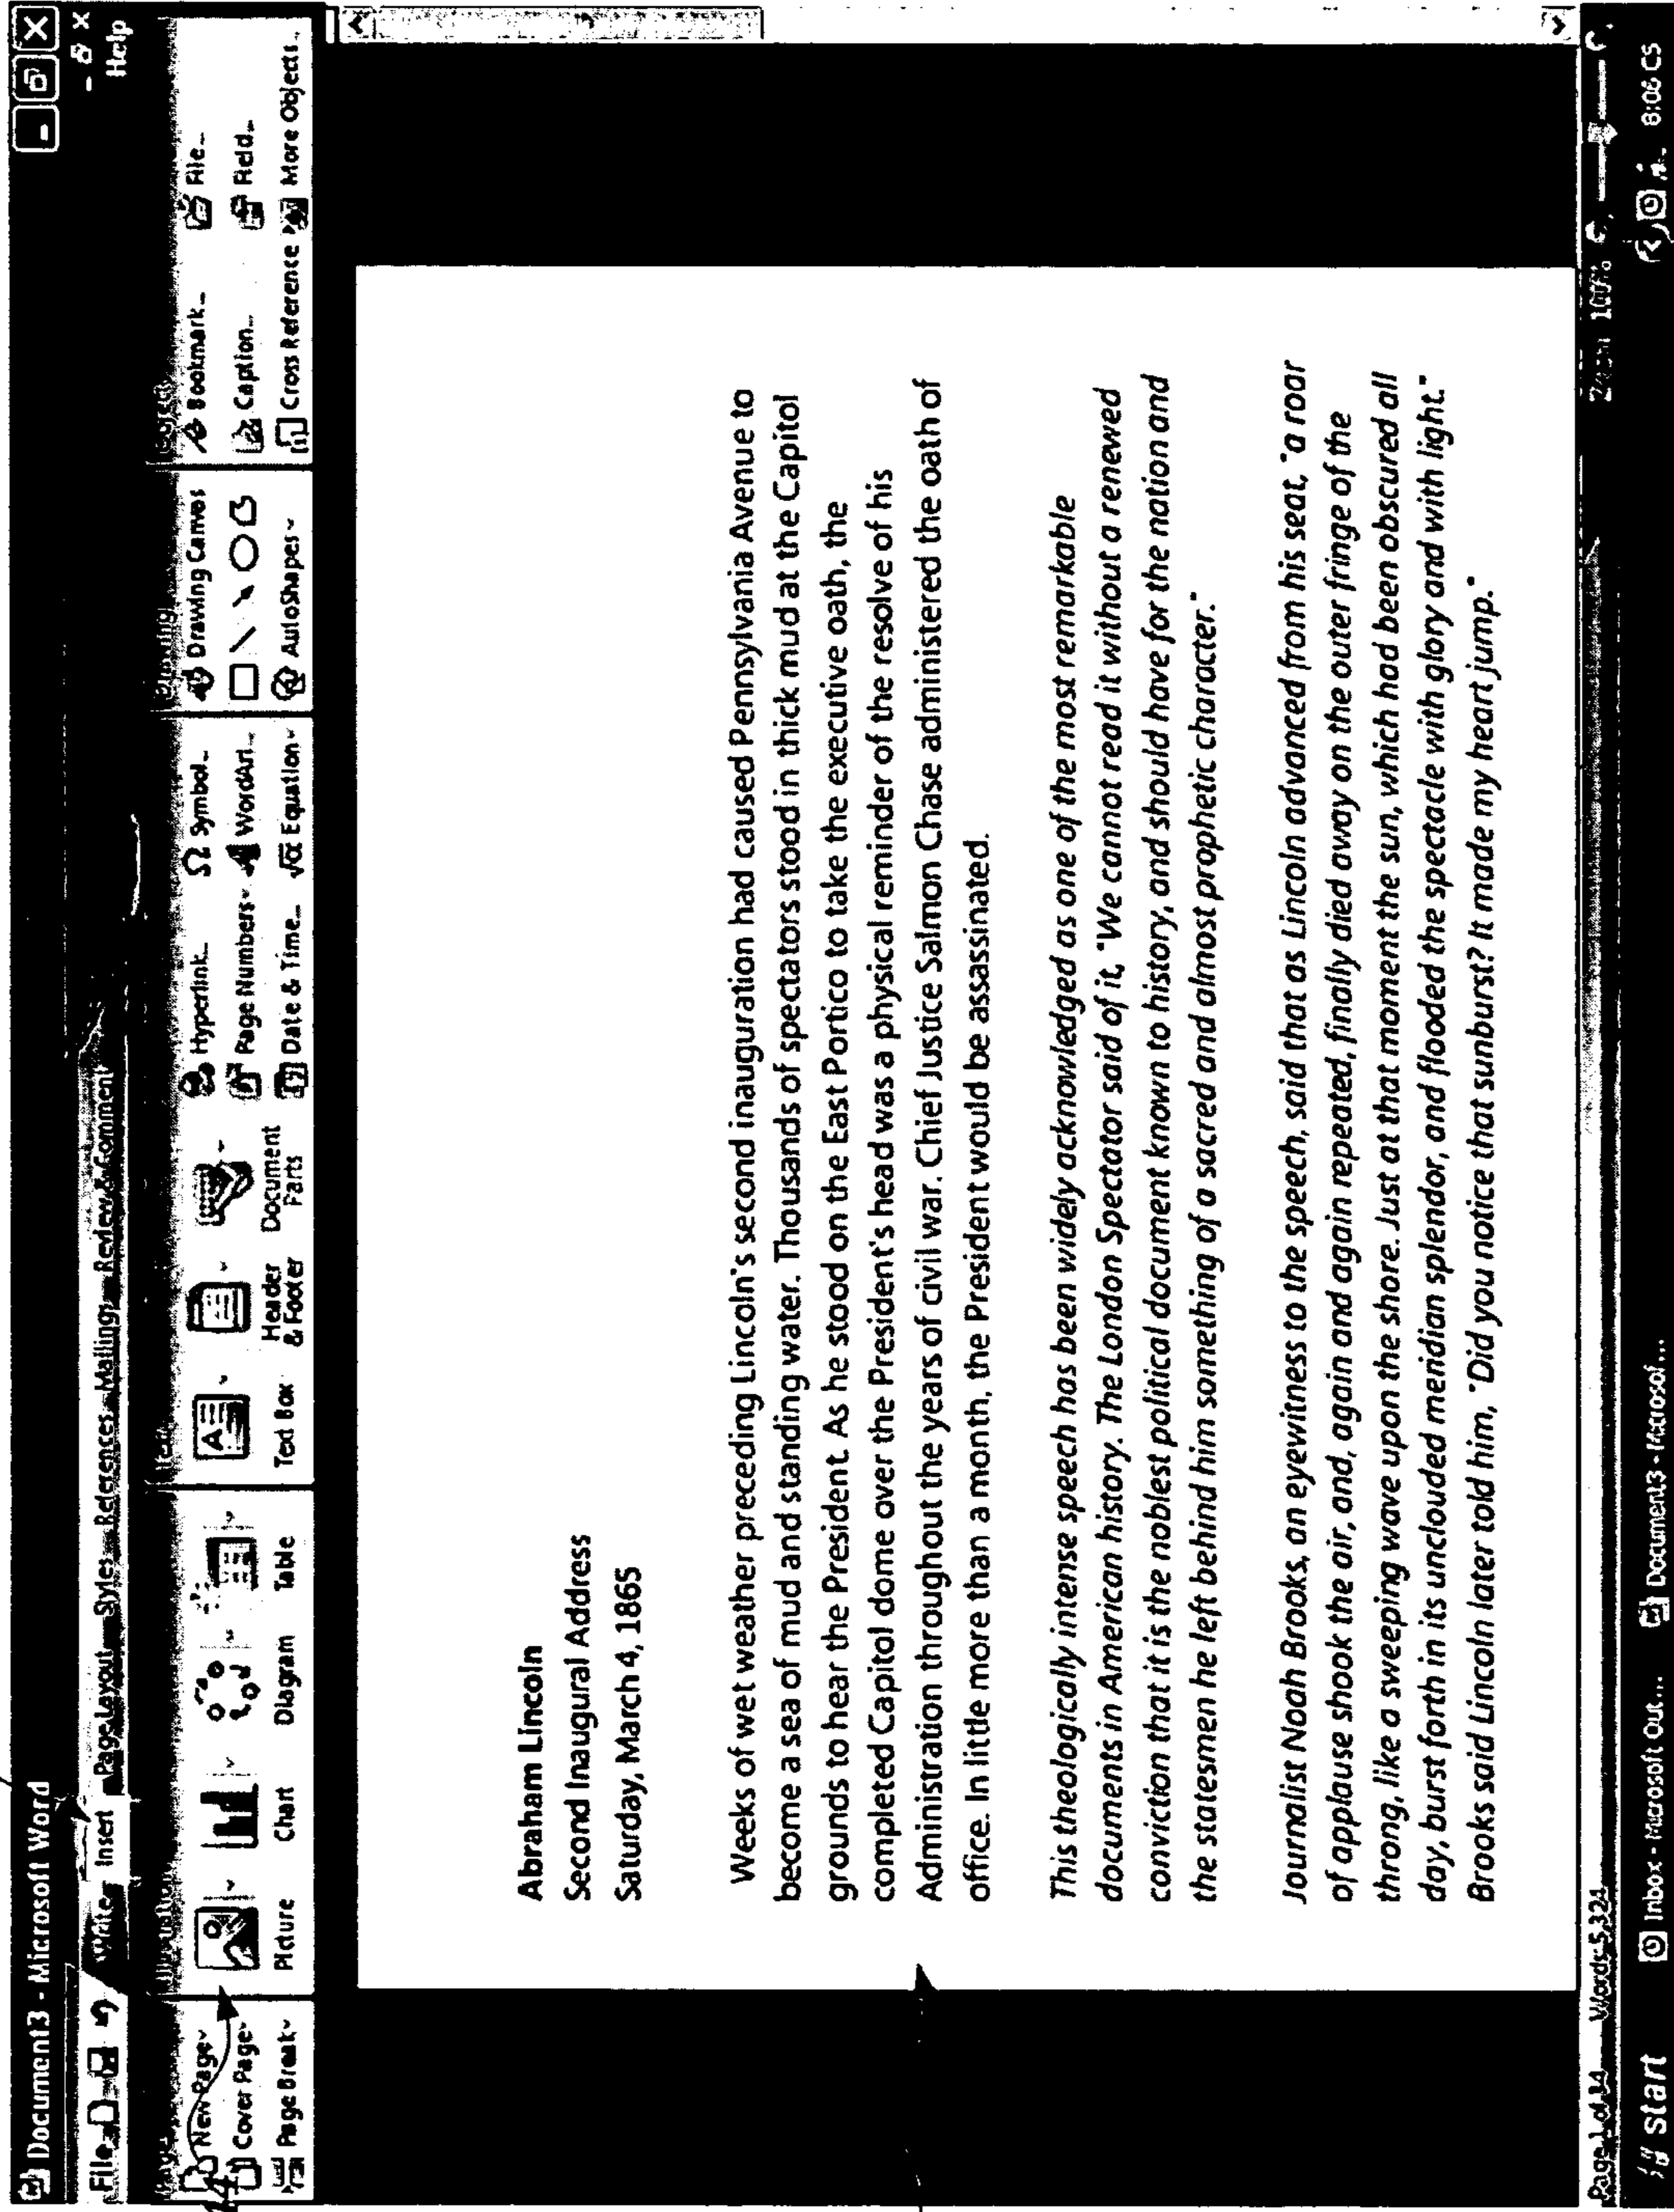 Document3 - Microsoft Word
Help
File Write Insert Page Layout Styles References Mailings Review & Comment
Illustration
Text
Drawing
New Page
Cover Page
Page Break
Picture
Chart
Diagram
Table
Text Box
Header
& Footer
Document
Parts
Hyperlink...
Page Numbers
Date & Time...
Symbol...
WordArt...
Equation
Drawing Canvas
AutoShapes
Bookmark...
Caption...
Cross Reference
File...
Field...
More Objects...
Abraham Lincoln
Second Inaugural Address
Saturday, March 4, 1865
Weeks of wet weather preceding Lincoln's second inauguration had caused Pennsylvania Avenue to
become a sea of mud and standing water. Thousands of spectators stood in thick mud at the Capitol
grounds to hear the President. As he stood on the East Portico to take the executive oath, the
completed Capitol dome over the President's head was a physical reminder of the resolve of his
Administration throughout the years of civil war. Chief Justice Salmon Chase administered the oath of
office. In little more than a month, the President would be assassinated.
This theologically intense speech has been widely acknowledged as one of the most remarkable
documents in American history. The London Spectator said of it, "We cannot read it without a renewed
conviction that it is the noblest political document known to history, and should have for the nation and
the statesmen he left behind him something of a sacred and almost prophetic character."
Journalist Noah Brooks, an eyewitness to the speech, said that as Lincoln advanced from his seat, "a roar
of applause shook the air, and, again and again repeated, finally died away on the outer fringe of the
throng, like a sweeping wave upon the shore. Just at that moment the sun, which had been obscured all
day, burst forth in its unclouded meridian splendor, and flooded the spectacle with glory and with light."
Brooks said Lincoln later told him, "Did you notice that sunburst? It made my heart jump."
Page 1 of 34 Words: 5,324
Zoom 100%
start
Inbox - Microsoft Out...
Document3 - Microsof...
8:06